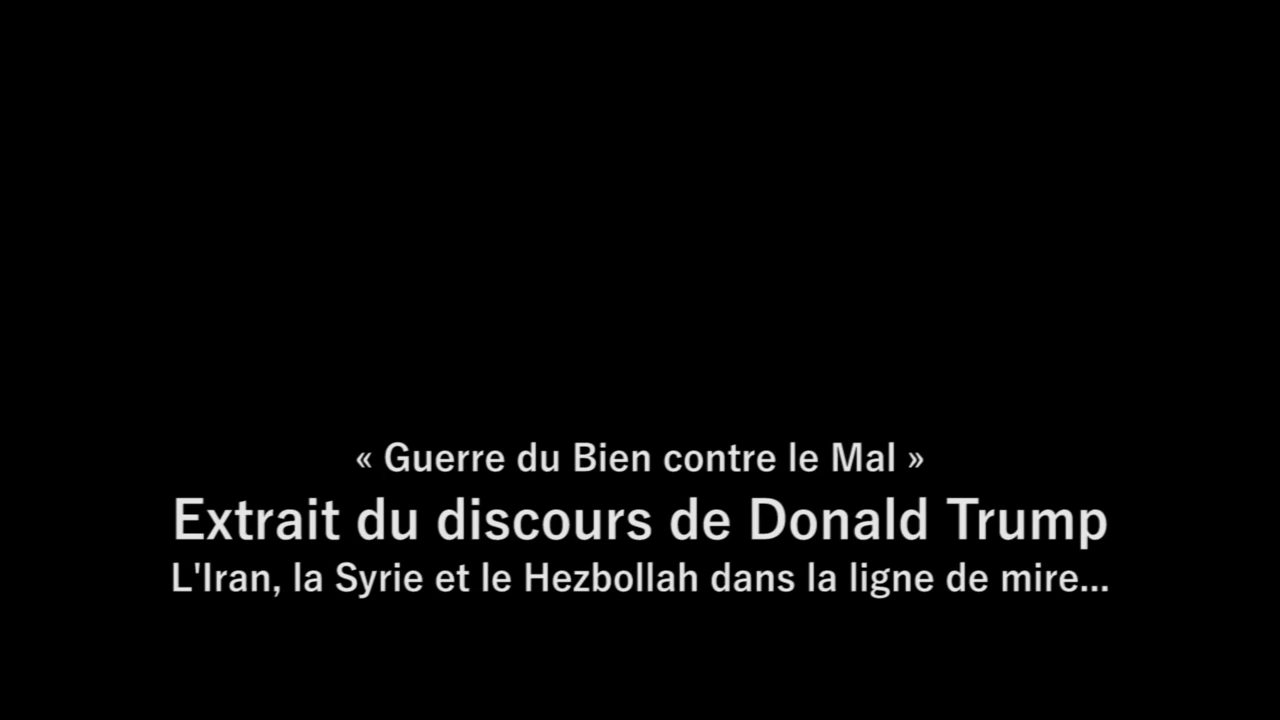 « Guerre du Bien contre le Mal »
Extrait du discours de Donald Trump
L'Iran, la Syrie et le Hezbollah dans la ligne de mire...